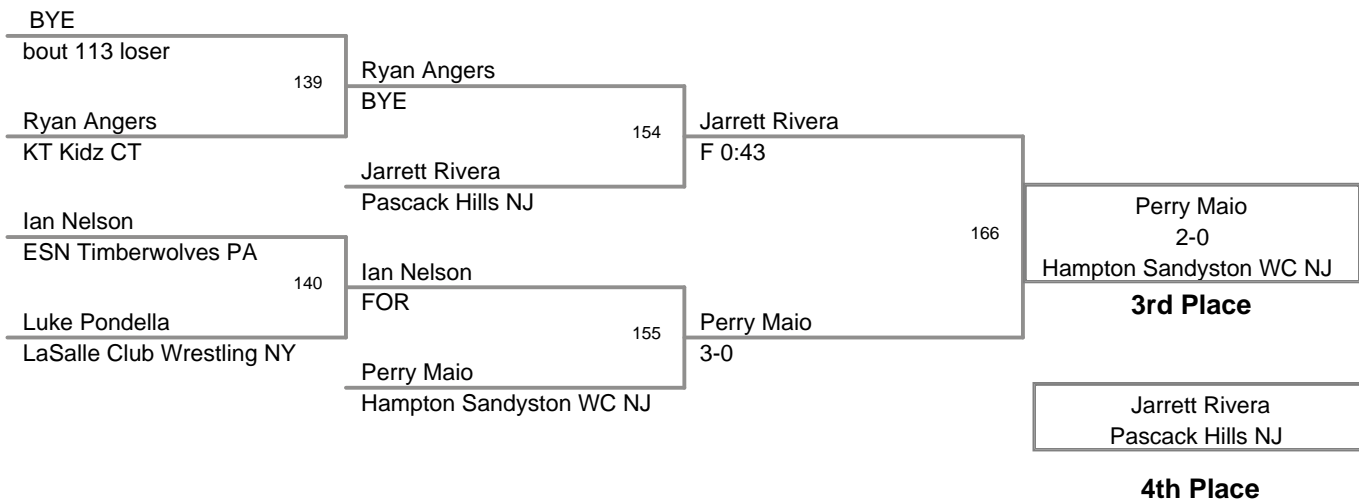 BYE
bout 113 loser
139
Ryan Angers
KT Kidz CT
Ian Nelson
ESN Timberwolves PA
140
Luke Pondella
LaSalle Club Wrestling NY
Ryan Angers
BYE
154
Jarrett Rivera
Pascack Hills NJ
Ian Nelson
FOR
155
Perry Maio
Hampton Sandyston WC NJ
Jarrett Rivera
F 0:43
166
Perry Maio
3-0
Perry Maio
2-0
Hampton Sandyston WC NJ
3rd Place
Jarrett Rivera
Pascack Hills NJ
4th Place